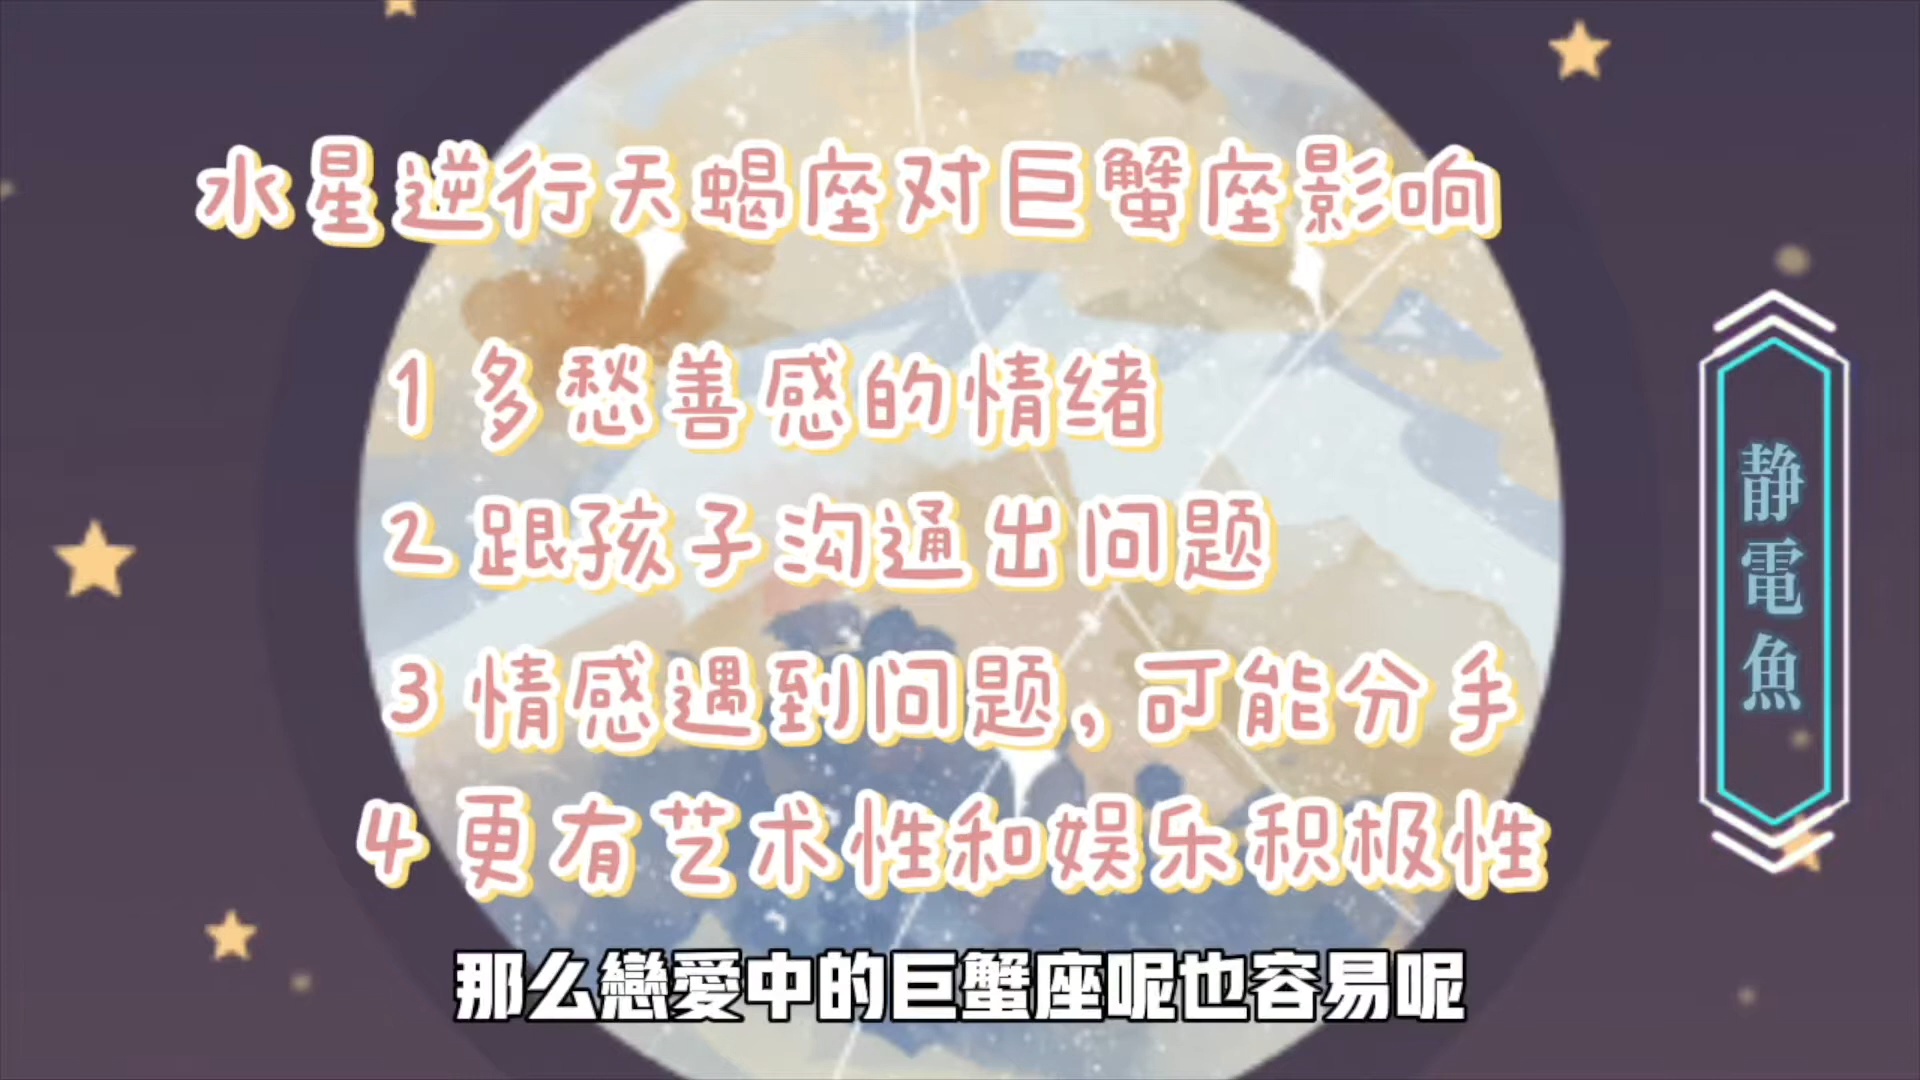 水星逆行天蝎座对巨蟹座影响
1 多愁善感的情绪
2 跟孩子沟通出问题
3 情感遇到问题,可能分手
4 更有艺术性和娱乐积极性
那么戀愛中的巨蟹座呢也容易呢
静電魚